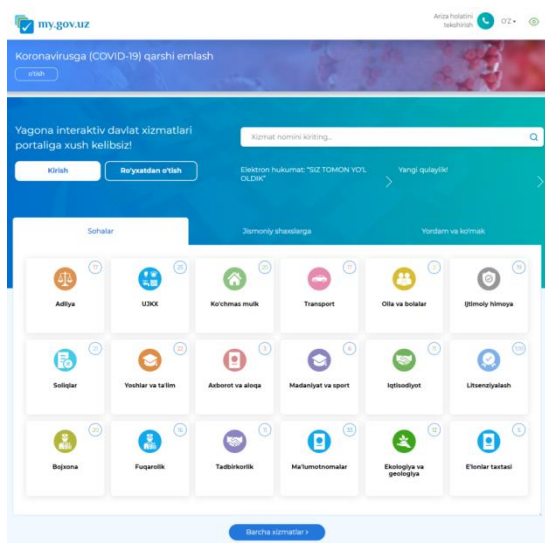 my.gov.uz
Ariza holatini
tekshirish
O'Z
Koronavirusga (COVID-19) qarshi emlash
o'tish
Yagona interaktiv davlat xizmatlari
portaliga xush kelibsiz!
Xizmat nomini kiriting...
Kirish
Ro'yxatdan o'tish
Elektron hukumat: "SIZ TOMON YO'L
OLDIK"
Yangi qulaylik!
Sohalar
Jismoniy shaxslarga
Yordam va ko'mak
Adliya
UJKX
Ko'chmas mulk
Transport
Oila va bolalar
Ijtimoiy himoya
Soliqlar
Yoshlar va ta'lim
Axborot va aloqa
Madaniyat va sport
Iqtisodiyot
Litsenziyalash
Bojxona
Fuqarolik
Tadbirkorlik
Ma'lumotnomalar
Ekologiya va
geologiya
E'lonlar taxtasi
Barcha xizmatlar